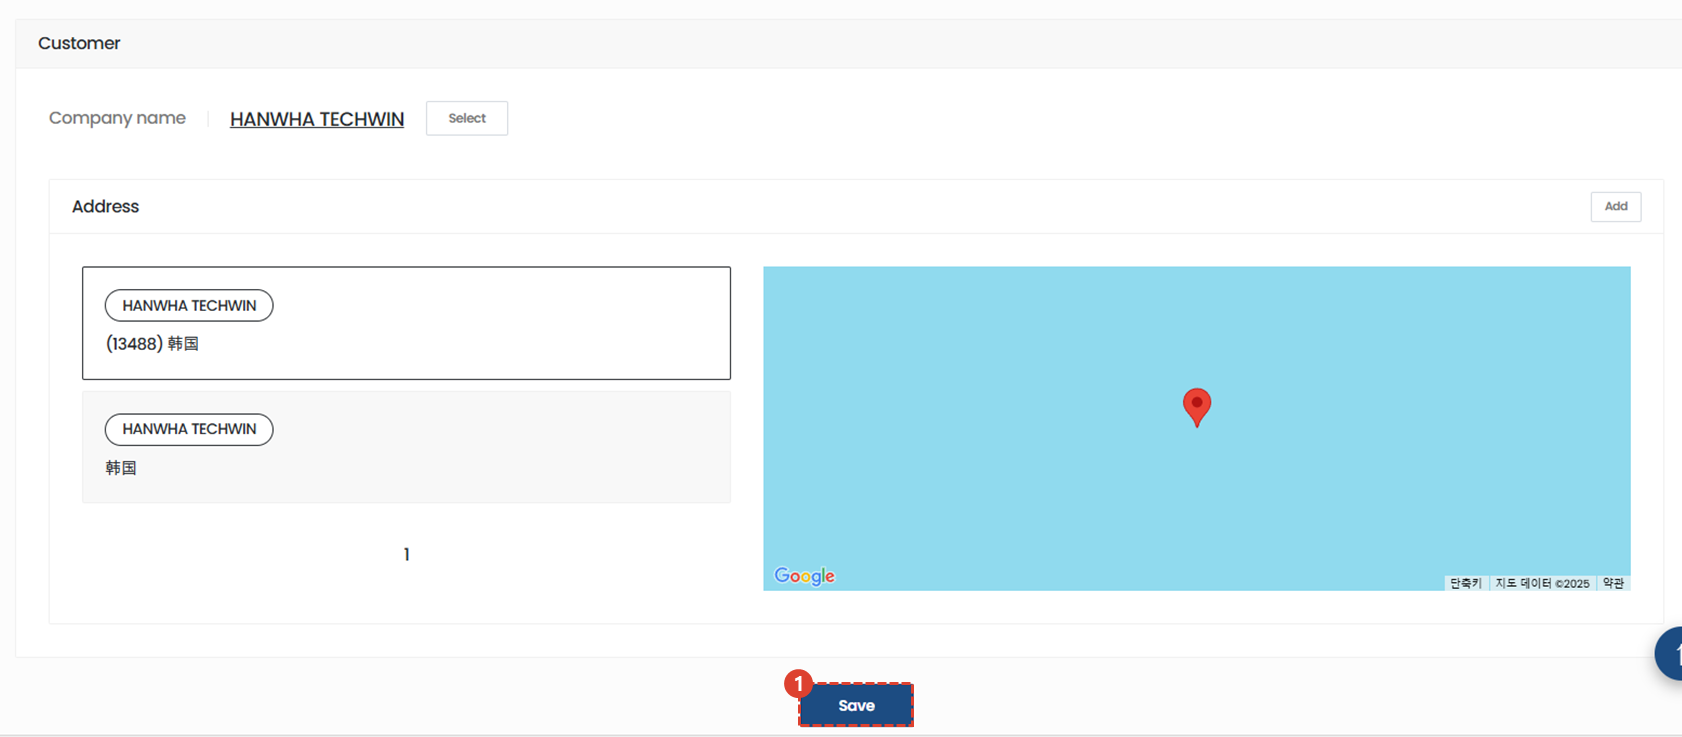 Customer
Company name
HANWHA TECHWIN
Select
Address
Add
HANWHA TECHWIN
(13488) 韩国
HANWHA TECHWIN
韩国
1
Google
단축키
지도 데이터 ©2025
약관
1
Save